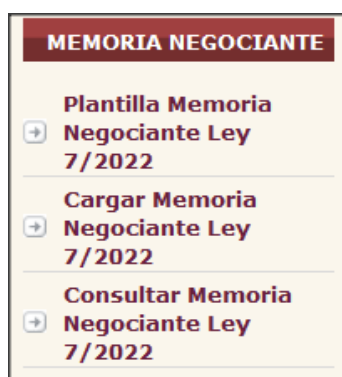 MEMORIA NEGOCIANTE
Plantilla Memoria
Negociante Ley
7/2022
Cargar Memoria
Negociante Ley
7/2022
Consultar Memoria
Negociante Ley
7/2022